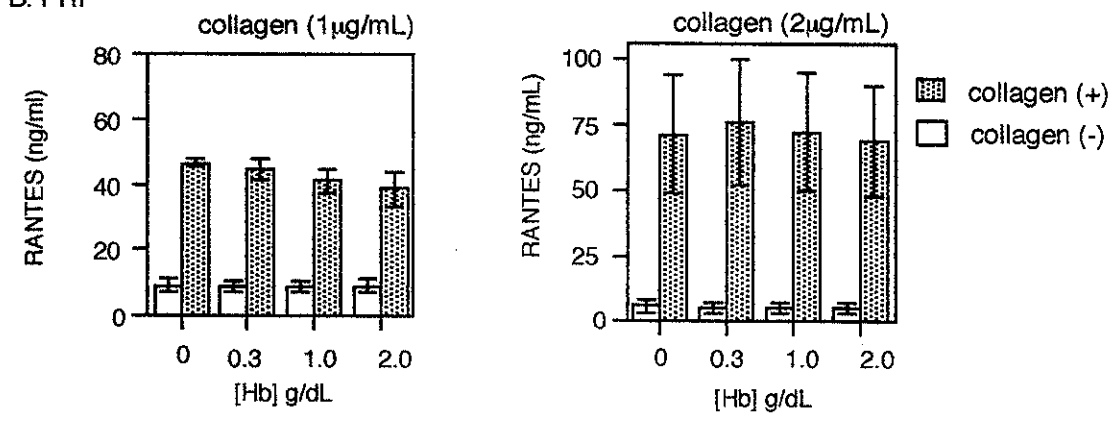 collagen (1µg/mL)
80
60
40
20
0
RANTES (ng/ml)
0 0.3 1.0 2.0
[Hb] g/dL
collagen (2µg/mL)
100
75
50
25
0
RANTES (ng/mL)
0 0.3 1.0 2.0
[Hb] g/dL
collagen (+)
collagen (-)